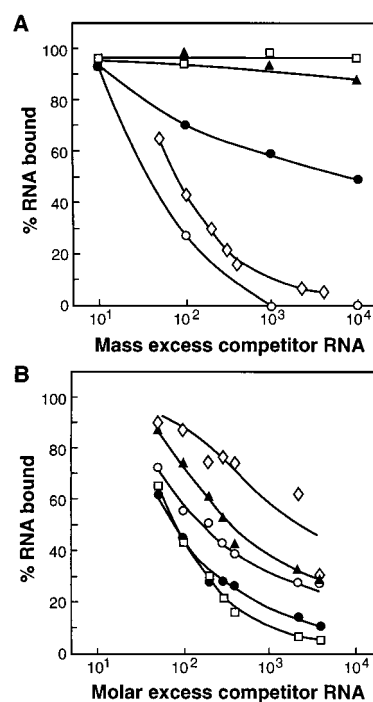 A
100
80
60
40
20
0
% RNA bound
10¹ 10² 10³ 10⁴
Mass excess competitor RNA
B
100
80
60
40
20
0
% RNA bound
10¹ 10² 10³ 10⁴
Molar excess competitor RNA